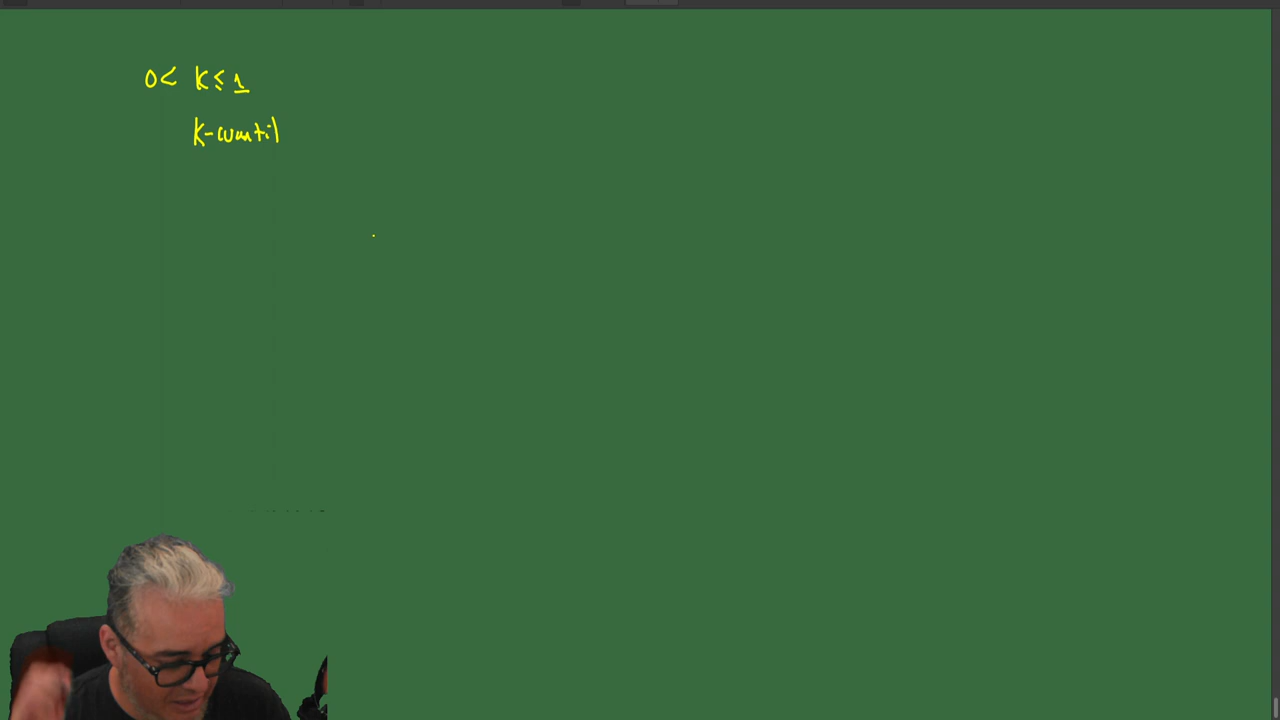 0 < K ≤ 1
K-cuantil